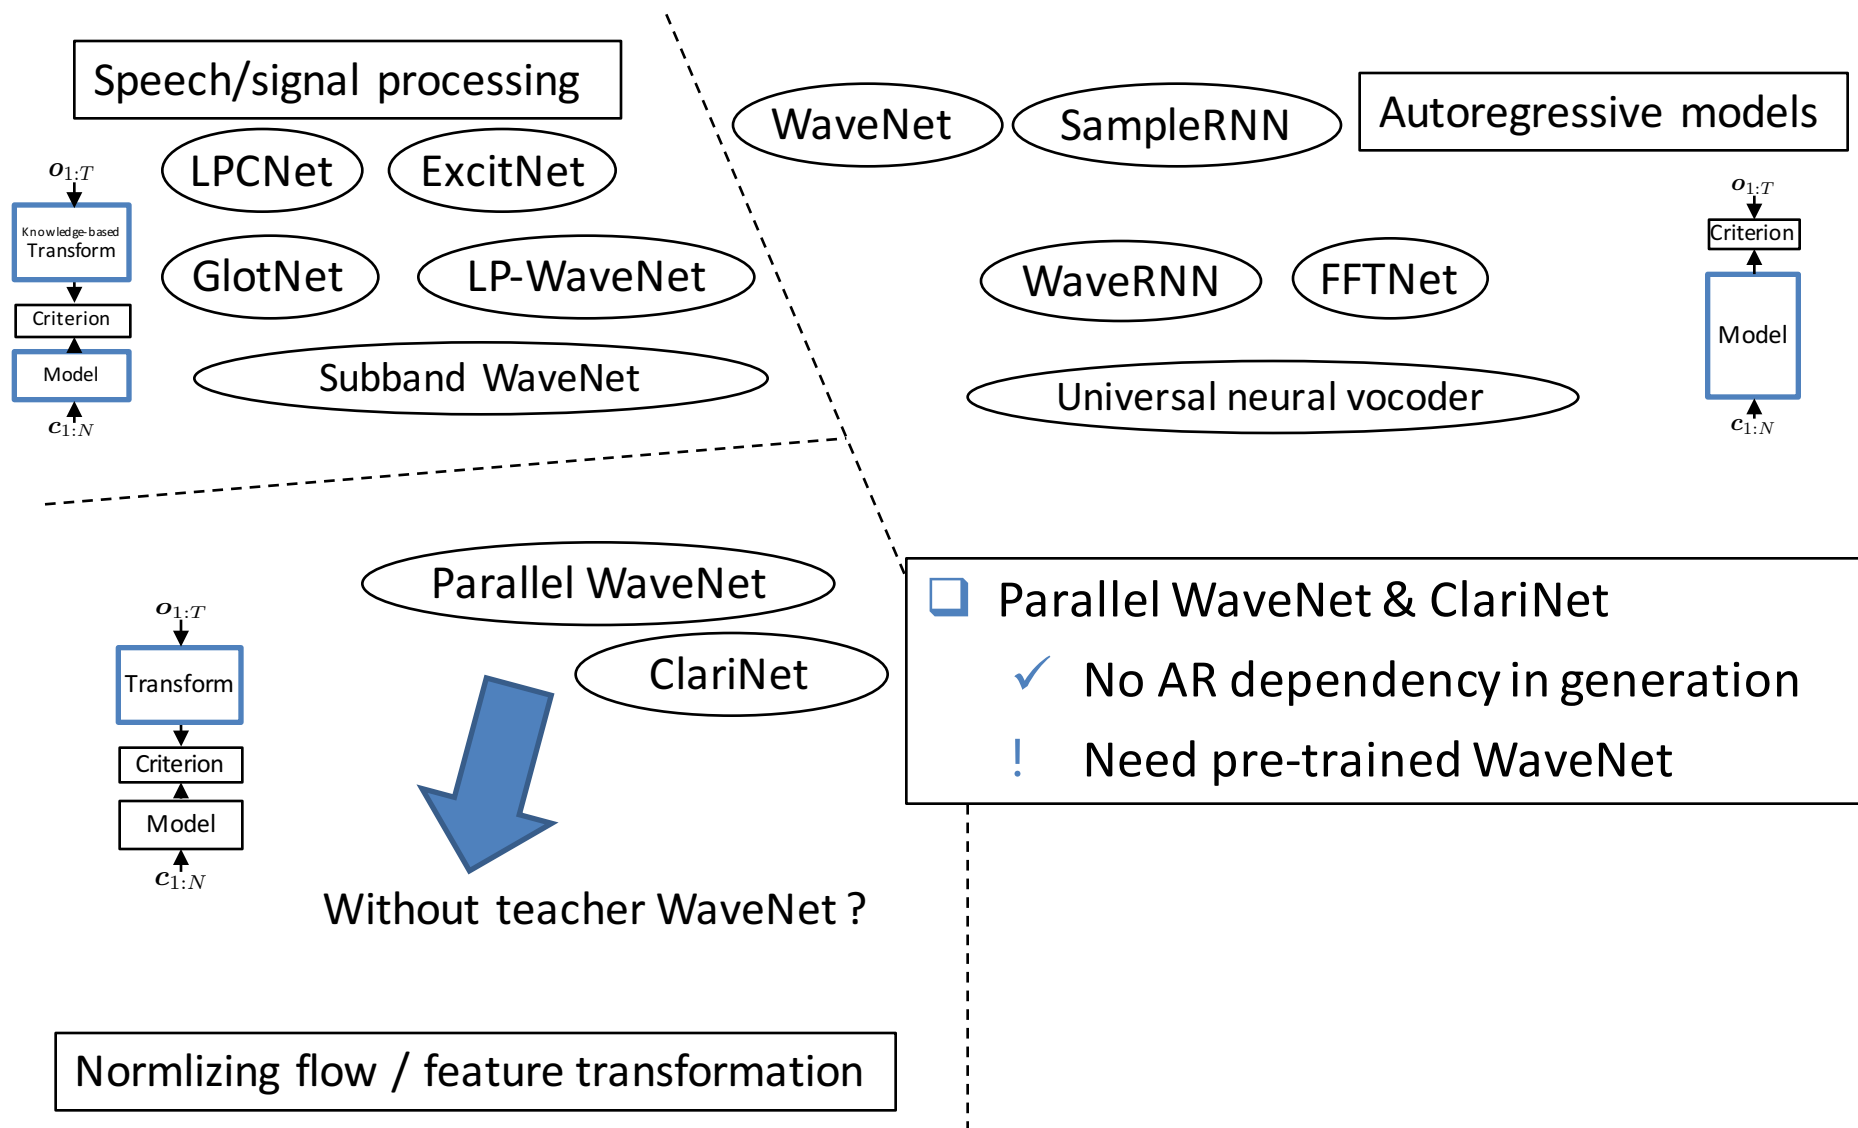 Speech/signal processing
LPCNet
ExcitNet
GlotNet
LP-WaveNet
Subband WaveNet
o1:T
Knowledge-based
Transform
Criterion
Model
c1:N
WaveNet
SampleRNN
Autoregressive models
WaveRNN
FFTNet
Universal neural vocoder
o1:T
Criterion
Model
c1:N
Parallel WaveNet
ClariNet
o1:T
Transform
Criterion
Model
c1:N
Without teacher WaveNet ?
Normlizing flow / feature transformation
❑ Parallel WaveNet & ClariNet
✓ No AR dependency in generation
! Need pre-trained WaveNet